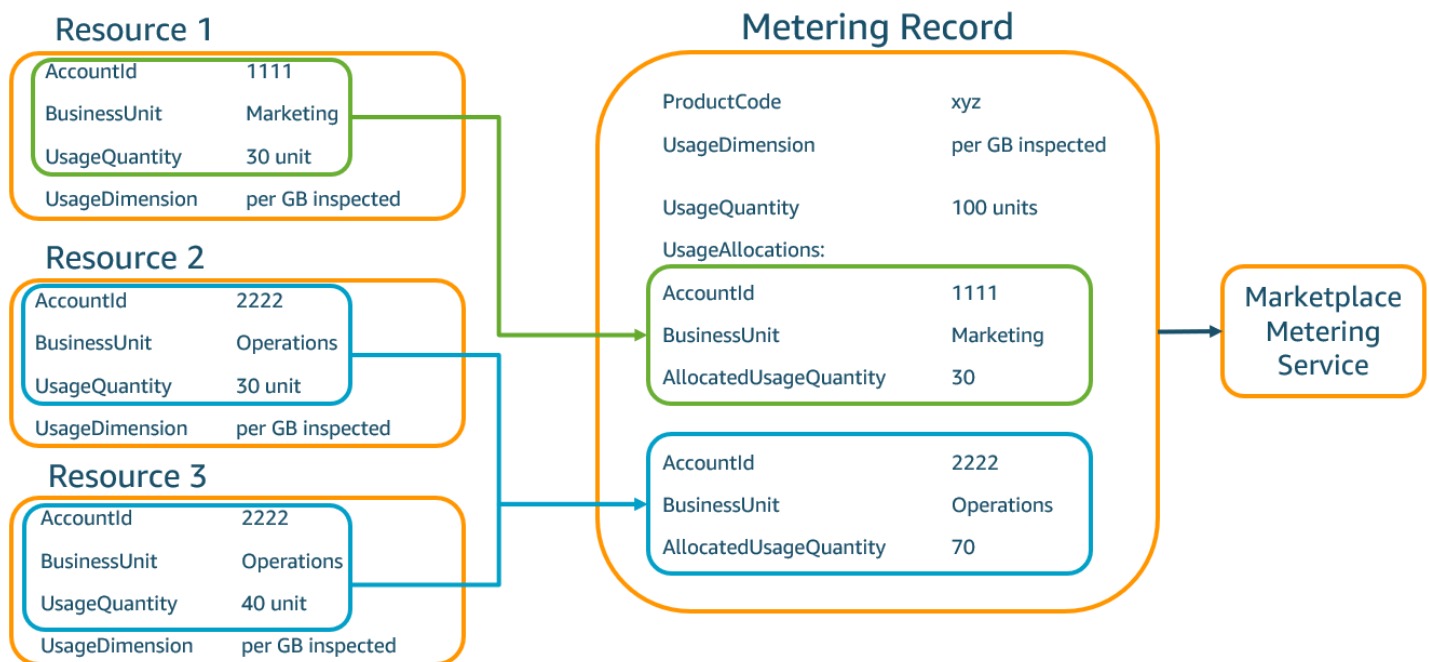 Resource 1
AccountId 1111
BusinessUnit Marketing
UsageQuantity 30 unit
UsageDimension per GB inspected
Resource 2
AccountId 2222
BusinessUnit Operations
UsageQuantity 30 unit
UsageDimension per GB inspected
Resource 3
AccountId 2222
BusinessUnit Operations
UsageQuantity 40 unit
UsageDimension per GB inspected
Metering Record
ProductCode xyz
UsageDimension per GB inspected
UsageQuantity 100 units
UsageAllocations:
AccountId 1111
BusinessUnit Marketing
AllocatedUsageQuantity 30
AccountId 2222
BusinessUnit Operations
AllocatedUsageQuantity 70
Marketplace
Metering
Service